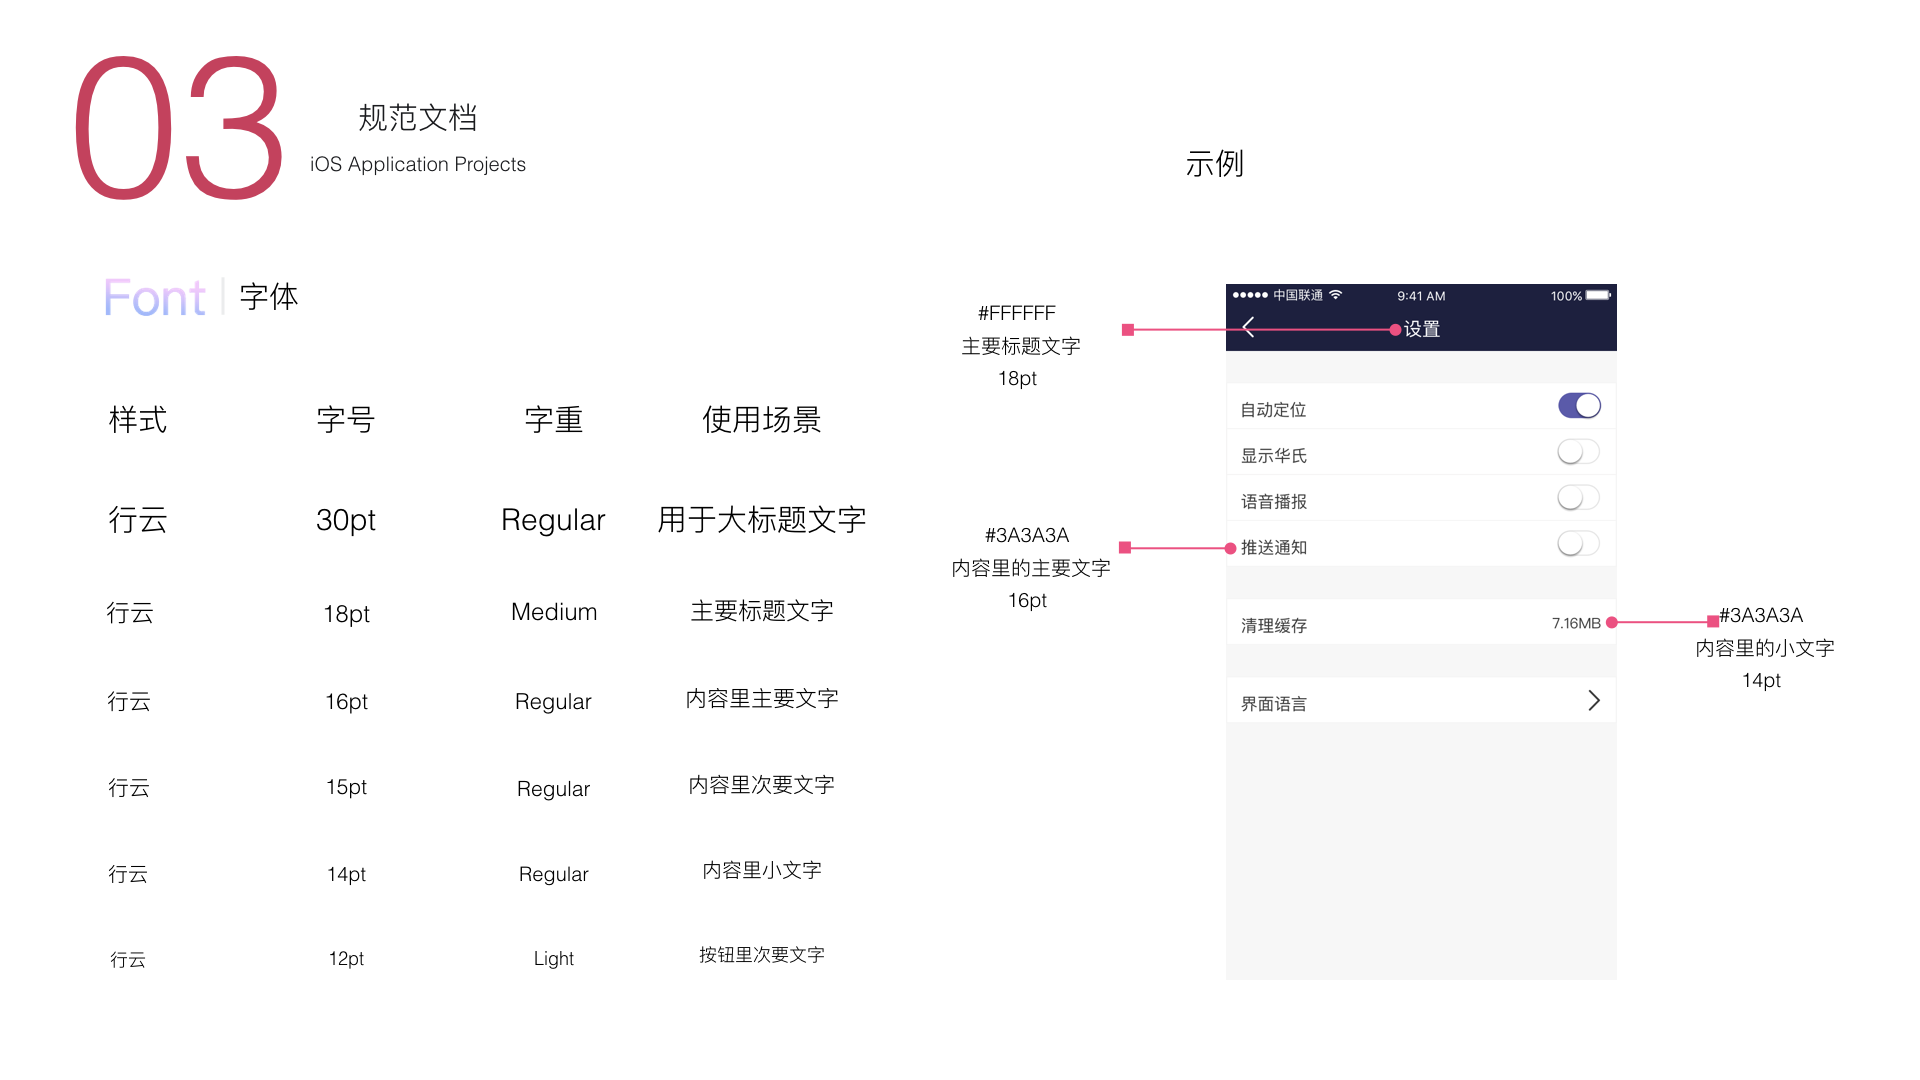 03
规范文档
iOS Application Projects
示例
Font 字体
样式 字号 字重 使用场景
行云 30pt Regular 用于大标题文字
行云 18pt Medium 主要标题文字
行云 16pt Regular 内容里主要文字
行云 15pt Regular 内容里次要文字
行云 14pt Regular 内容里小文字
行云 12pt Light 按钮里次要文字
#FFFFFF
主要标题文字
18pt
#3A3A3A
内容里的主要文字
16pt
中国联通 9:41 AM 100%
设置
自动定位
显示华氏
语音播报
推送通知
清理缓存 7.16MB
界面语言
#3A3A3A
内容里的小文字
14pt